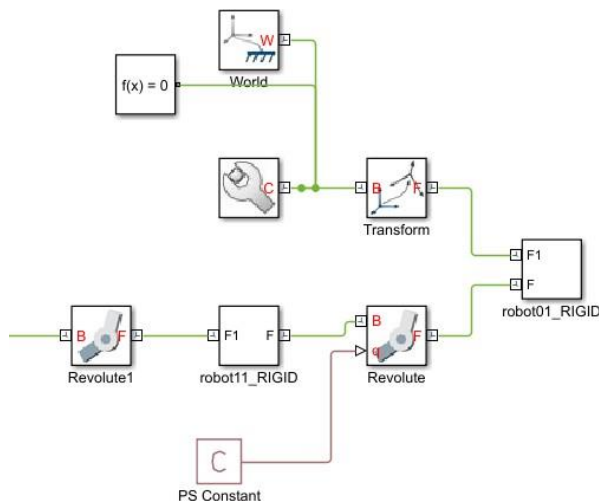 W
World
f(x) = 0
C
B F
Transform
F1
F
robot01_RIGID
B F
Revolute1
F1 F
robot11_RIGID
B F
q
Revolute
C
PS Constant